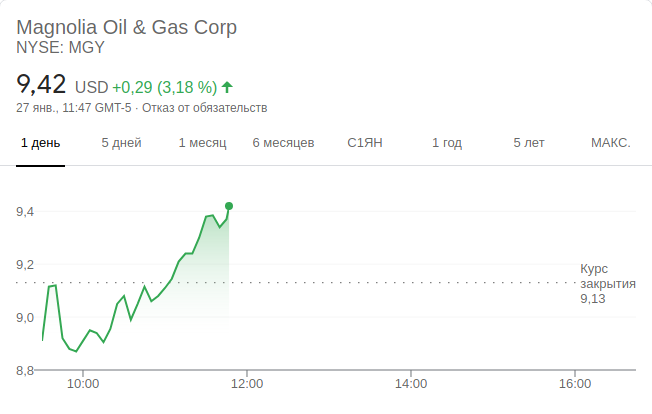 Magnolia Oil & Gas Corp
NYSE: MGY
9,42 USD +0,29 (3,18 %)
27 янв., 11:47 GMT-5 · Отказ от обязательств
1 день 5 дней 1 месяц 6 месяцев С1ЯН 1 год 5 лет МАКС.
9,4
9,2
Курс
закрытия
9,13
9,0
8,8
10:00 12:00 14:00 16:00